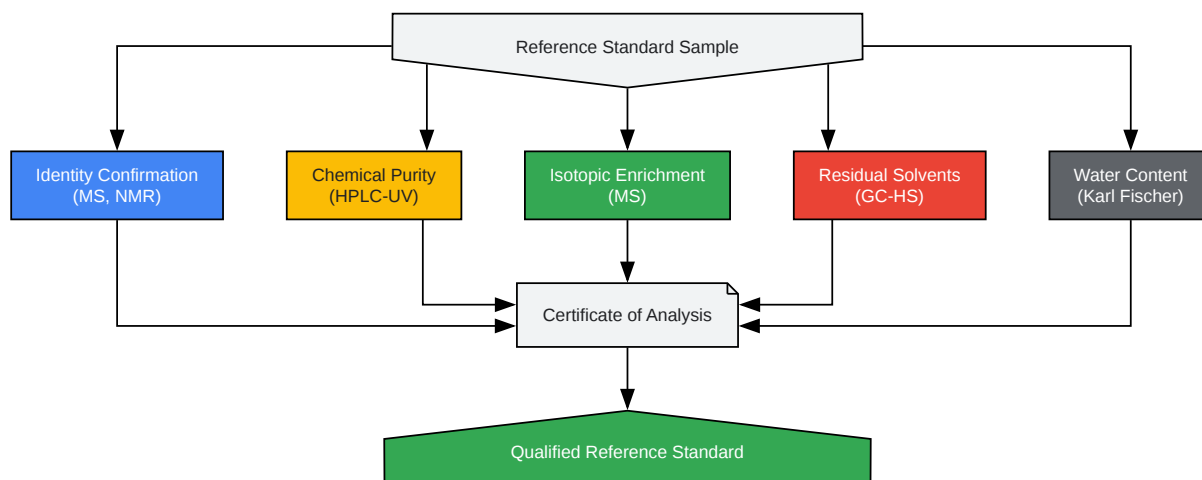 Reference Standard Sample
Identity Confirmation
(MS, NMR)
Chemical Purity
(HPLC-UV)
Isotopic Enrichment
(MS)
Residual Solvents
(GC-HS)
Water Content
(Karl Fischer)
Certificate of Analysis
Qualified Reference Standard